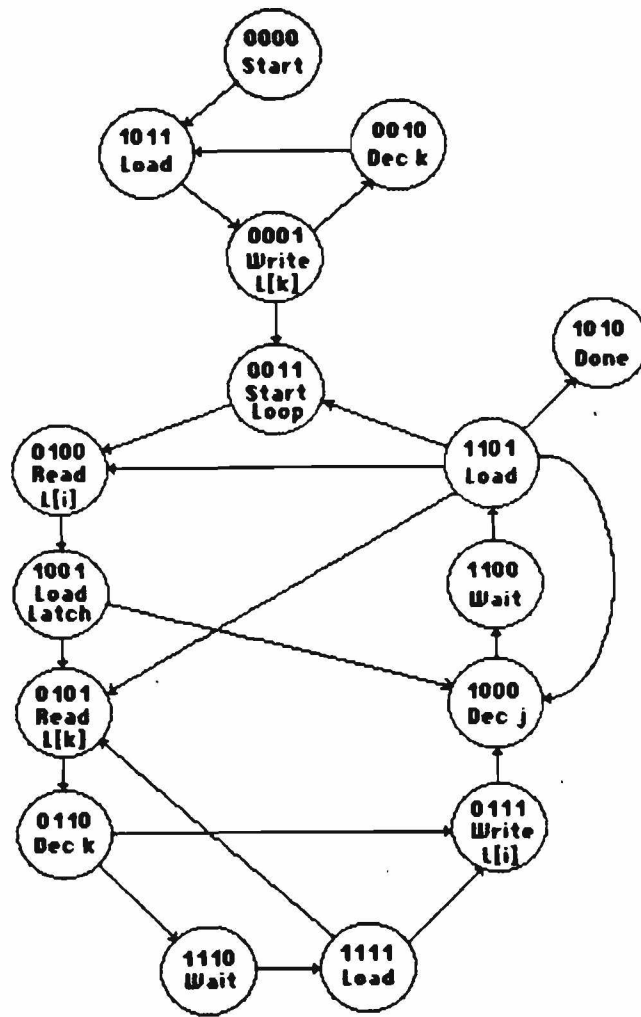 0000
Start
1011
Load
0010
Dec k
0001
Write
L[k]
0011
Start
Loop
1010
Done
0100
Read
L[i]
1101
Load
1001
Load
Latch
1100
Wait
0101
Read
L[k]
1000
Dec j
0110
Dec k
0111
Write
L[i]
1110
Wait
1111
Load